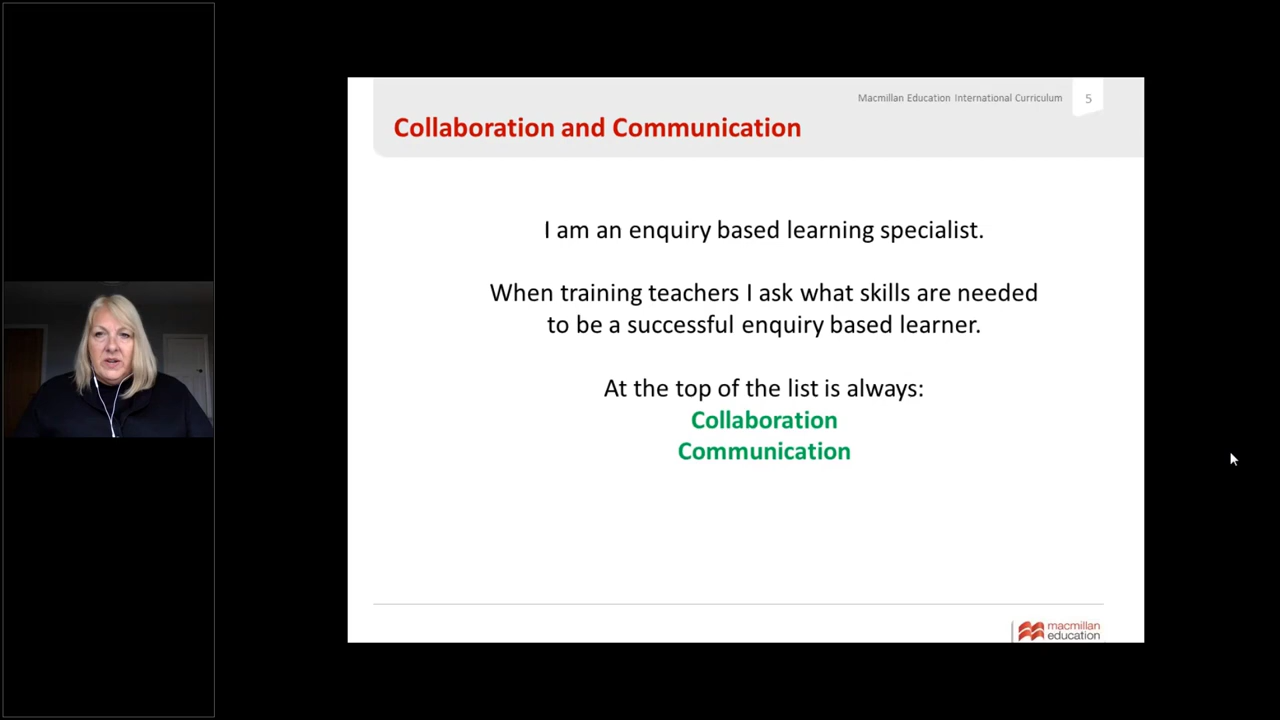 Macmillan Education International Curriculum
5
Collaboration and Communication
I am an enquiry based learning specialist.
When training teachers I ask what skills are needed
to be a successful enquiry based learner.
At the top of the list is always:
Collaboration
Communication
macmillan
education